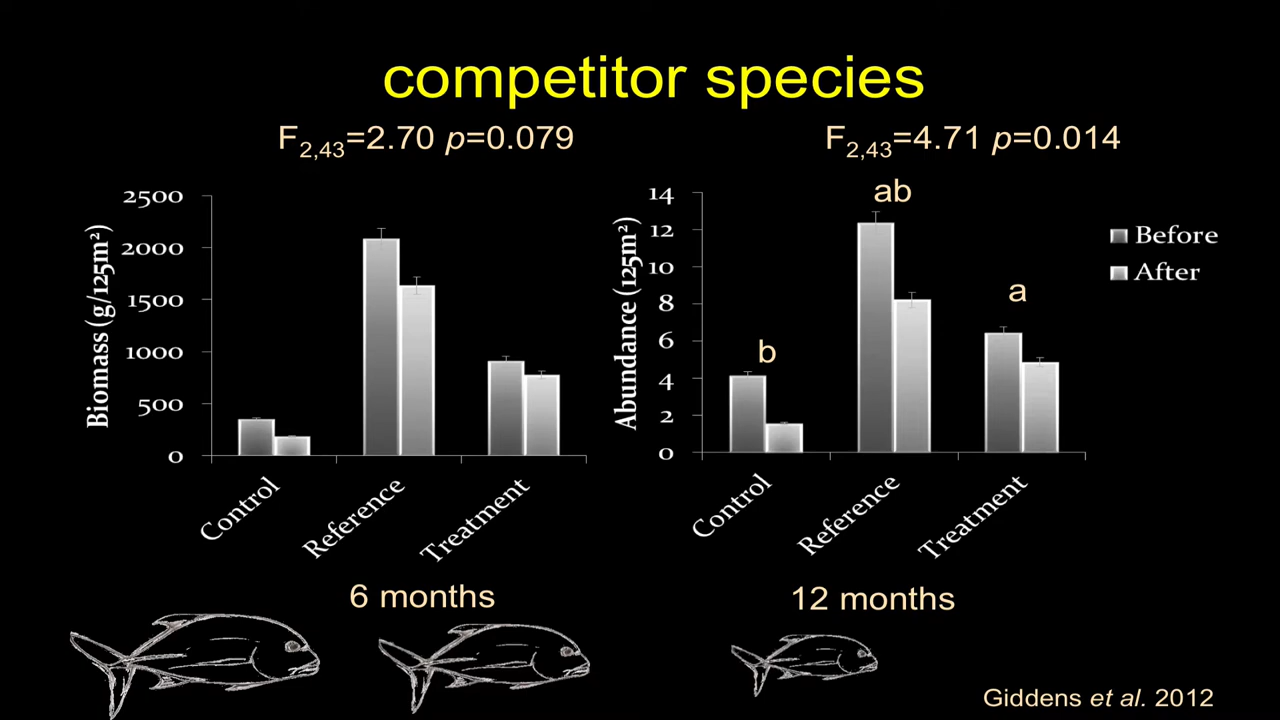 competitor species
F2,43=2.70 p=0.079
F2,43=4.71 p=0.014
Biomass (g/125m²)
2500
2000
1500
1000
500
0
Control
Reference
Treatment
Abundance (125m²)
14
12
10
8
6
4
2
0
b
ab
a
Control
Reference
Treatment
Before
After
6 months
12 months
Giddens et al. 2012